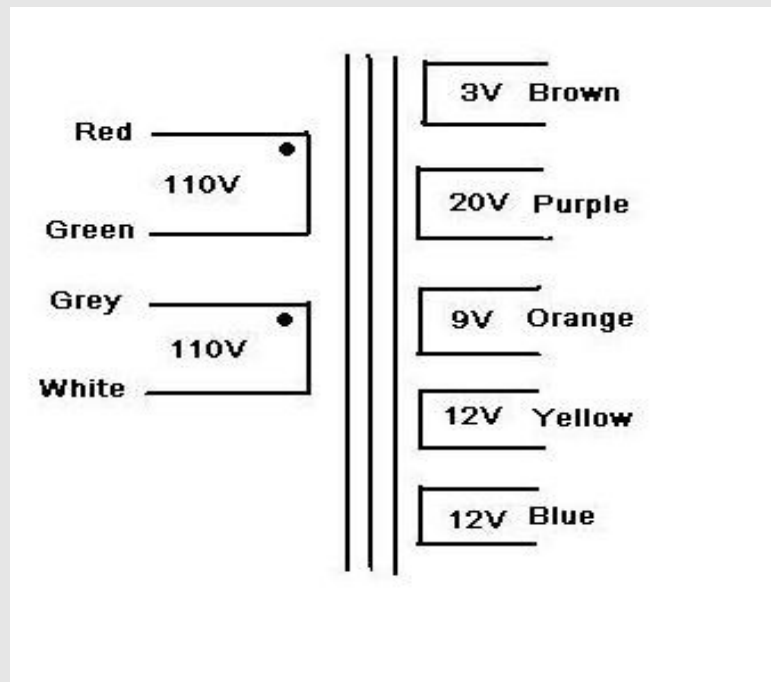 Red
110V
Green
Grey
110V
White
3V Brown
20V Purple
9V Orange
12V Yellow
12V Blue